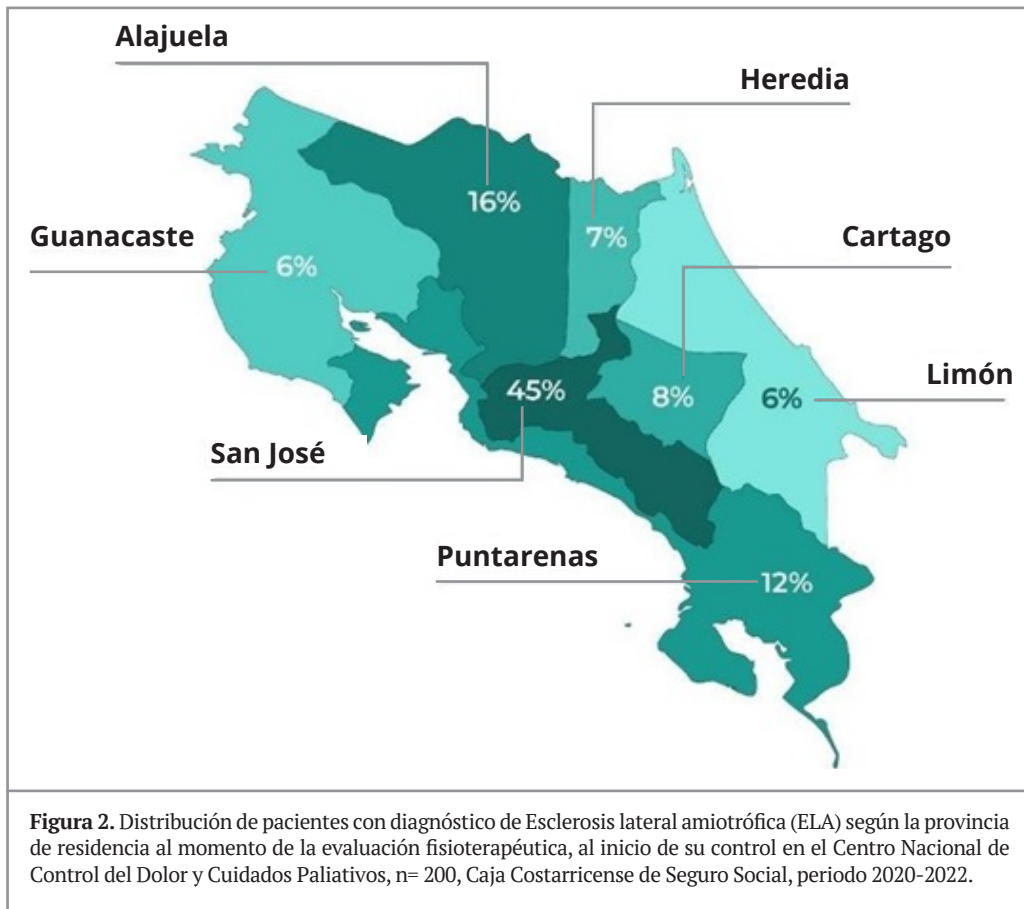 Alajuela
Heredia
16%
7%
Guanacaste
6%
Cartago
Limón
45%
8%
6%
San José
Puntarenas
12%
Figura 2. Distribución de pacientes con diagnóstico de Esclerosis lateral amiotrófica (ELA) según la provincia
de residencia al momento de la evaluación fisioterapéutica, al inicio de su control en el Centro Nacional de
Control del Dolor y Cuidados Paliativos, n= 200, Caja Costarricense de Seguro Social, periodo 2020-2022.